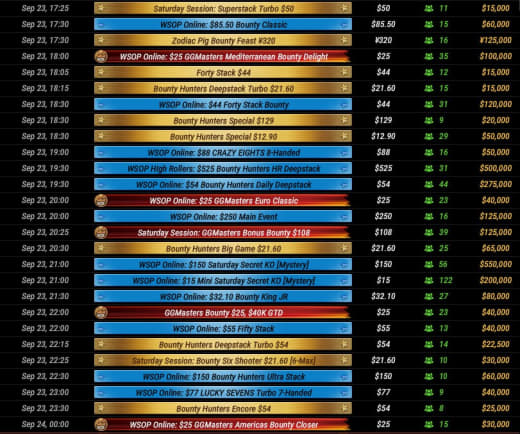 Sep 23, 17:25 Saturday Session: Superstack Turbo $50 $50 11 $15,000
Sep 23, 17:30 WSOP Online: $85.50 Bounty Classic $85.50 15 $60,000
Sep 23, 17:30 Zodiac Pig Bounty Feast ¥320 ¥320 16 ¥125,000
Sep 23, 18:00 WSOP Online: $25 GGMasters Mediterranean Bounty Delight $25 35 $100,000
Sep 23, 18:05 Forty Stack $44 $44 12 $15,000
Sep 23, 18:15 Bounty Hunters Deepstack Turbo $21.60 $21.60 15 $15,000
Sep 23, 18:30 WSOP Online: $44 Forty Stack Bounty $44 31 $120,000
Sep 23, 18:30 Bounty Hunters Special $129 $129 9 $20,000
Sep 23, 18:30 Bounty Hunters Special $12.90 $12.90 29 $50,000
Sep 23, 19:00 WSOP Online: $88 CRAZY EIGHTS 8-Handed $88 16 $50,000
Sep 23, 19:30 WSOP High Rollers: $525 Bounty Hunters HR Deepstack $525 31 $500,000
Sep 23, 19:30 WSOP Online: $54 Bounty Hunters Daily Deepstack $54 44 $275,000
Sep 23, 20:00 WSOP Online: $25 GGMasters Euro Classic $25 23 $40,000
Sep 23, 20:00 WSOP Online: $250 Main Event $250 16 $125,000
Sep 23, 20:25 Saturday Session: GGMasters Bonus Bounty $108 $108 39 $125,000
Sep 23, 20:30 Bounty Hunters Big Game $21.60 $21.60 25 $65,000
Sep 23, 21:00 WSOP Online: $150 Saturday Secret KO [Mystery] $150 56 $550,000
Sep 23, 21:00 WSOP Online: $15 Mini Saturday Secret KO [Mystery] $15 122 $200,000
Sep 23, 21:30 WSOP Online: $32.10 Bounty King JR $32.10 27 $80,000
Sep 23, 22:00 GGMasters Bounty $25, $40K GTD $25 23 $40,000
Sep 23, 22:00 WSOP Online: $55 Fifty Stack $55 13 $40,000
Sep 23, 22:15 Bounty Hunters Deepstack Turbo $54 $54 14 $22,500
Sep 23, 22:25 Saturday Session: Bounty Six Shooter $21.60 [6-Max] $21.60 10 $30,000
Sep 23, 22:30 WSOP Online: $150 Bounty Hunters Ultra Stack $150 10 $60,000
Sep 23, 23:00 WSOP Online: $77 LUCKY SEVENS Turbo 7-Handed $77 9 $40,000
Sep 23, 23:30 Bounty Hunters Encore $54 $54 8 $25,000
Sep 24, 00:00 WSOP Online: $25 GGMasters Americas Bounty Closer $25 15 $30,000